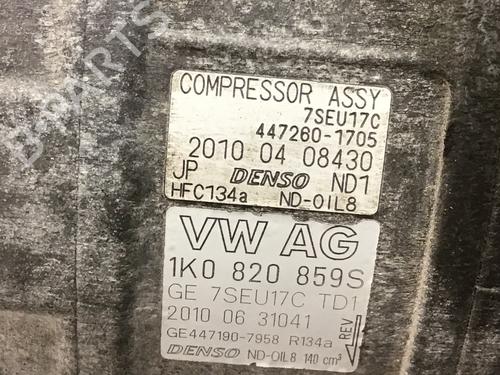 B-PARTS
COMPRESSOR ASSY
7SEU17C
447260-1705
2010 04 08430
JP DENSO ND1
HFC134a ND-OIL8
VW AG
1K0 820 859S
GE 7SEU17C TD1
2010 06 31041
GE447190-7958 R134a
DENSO ND-OIL8 140 cm³
REV